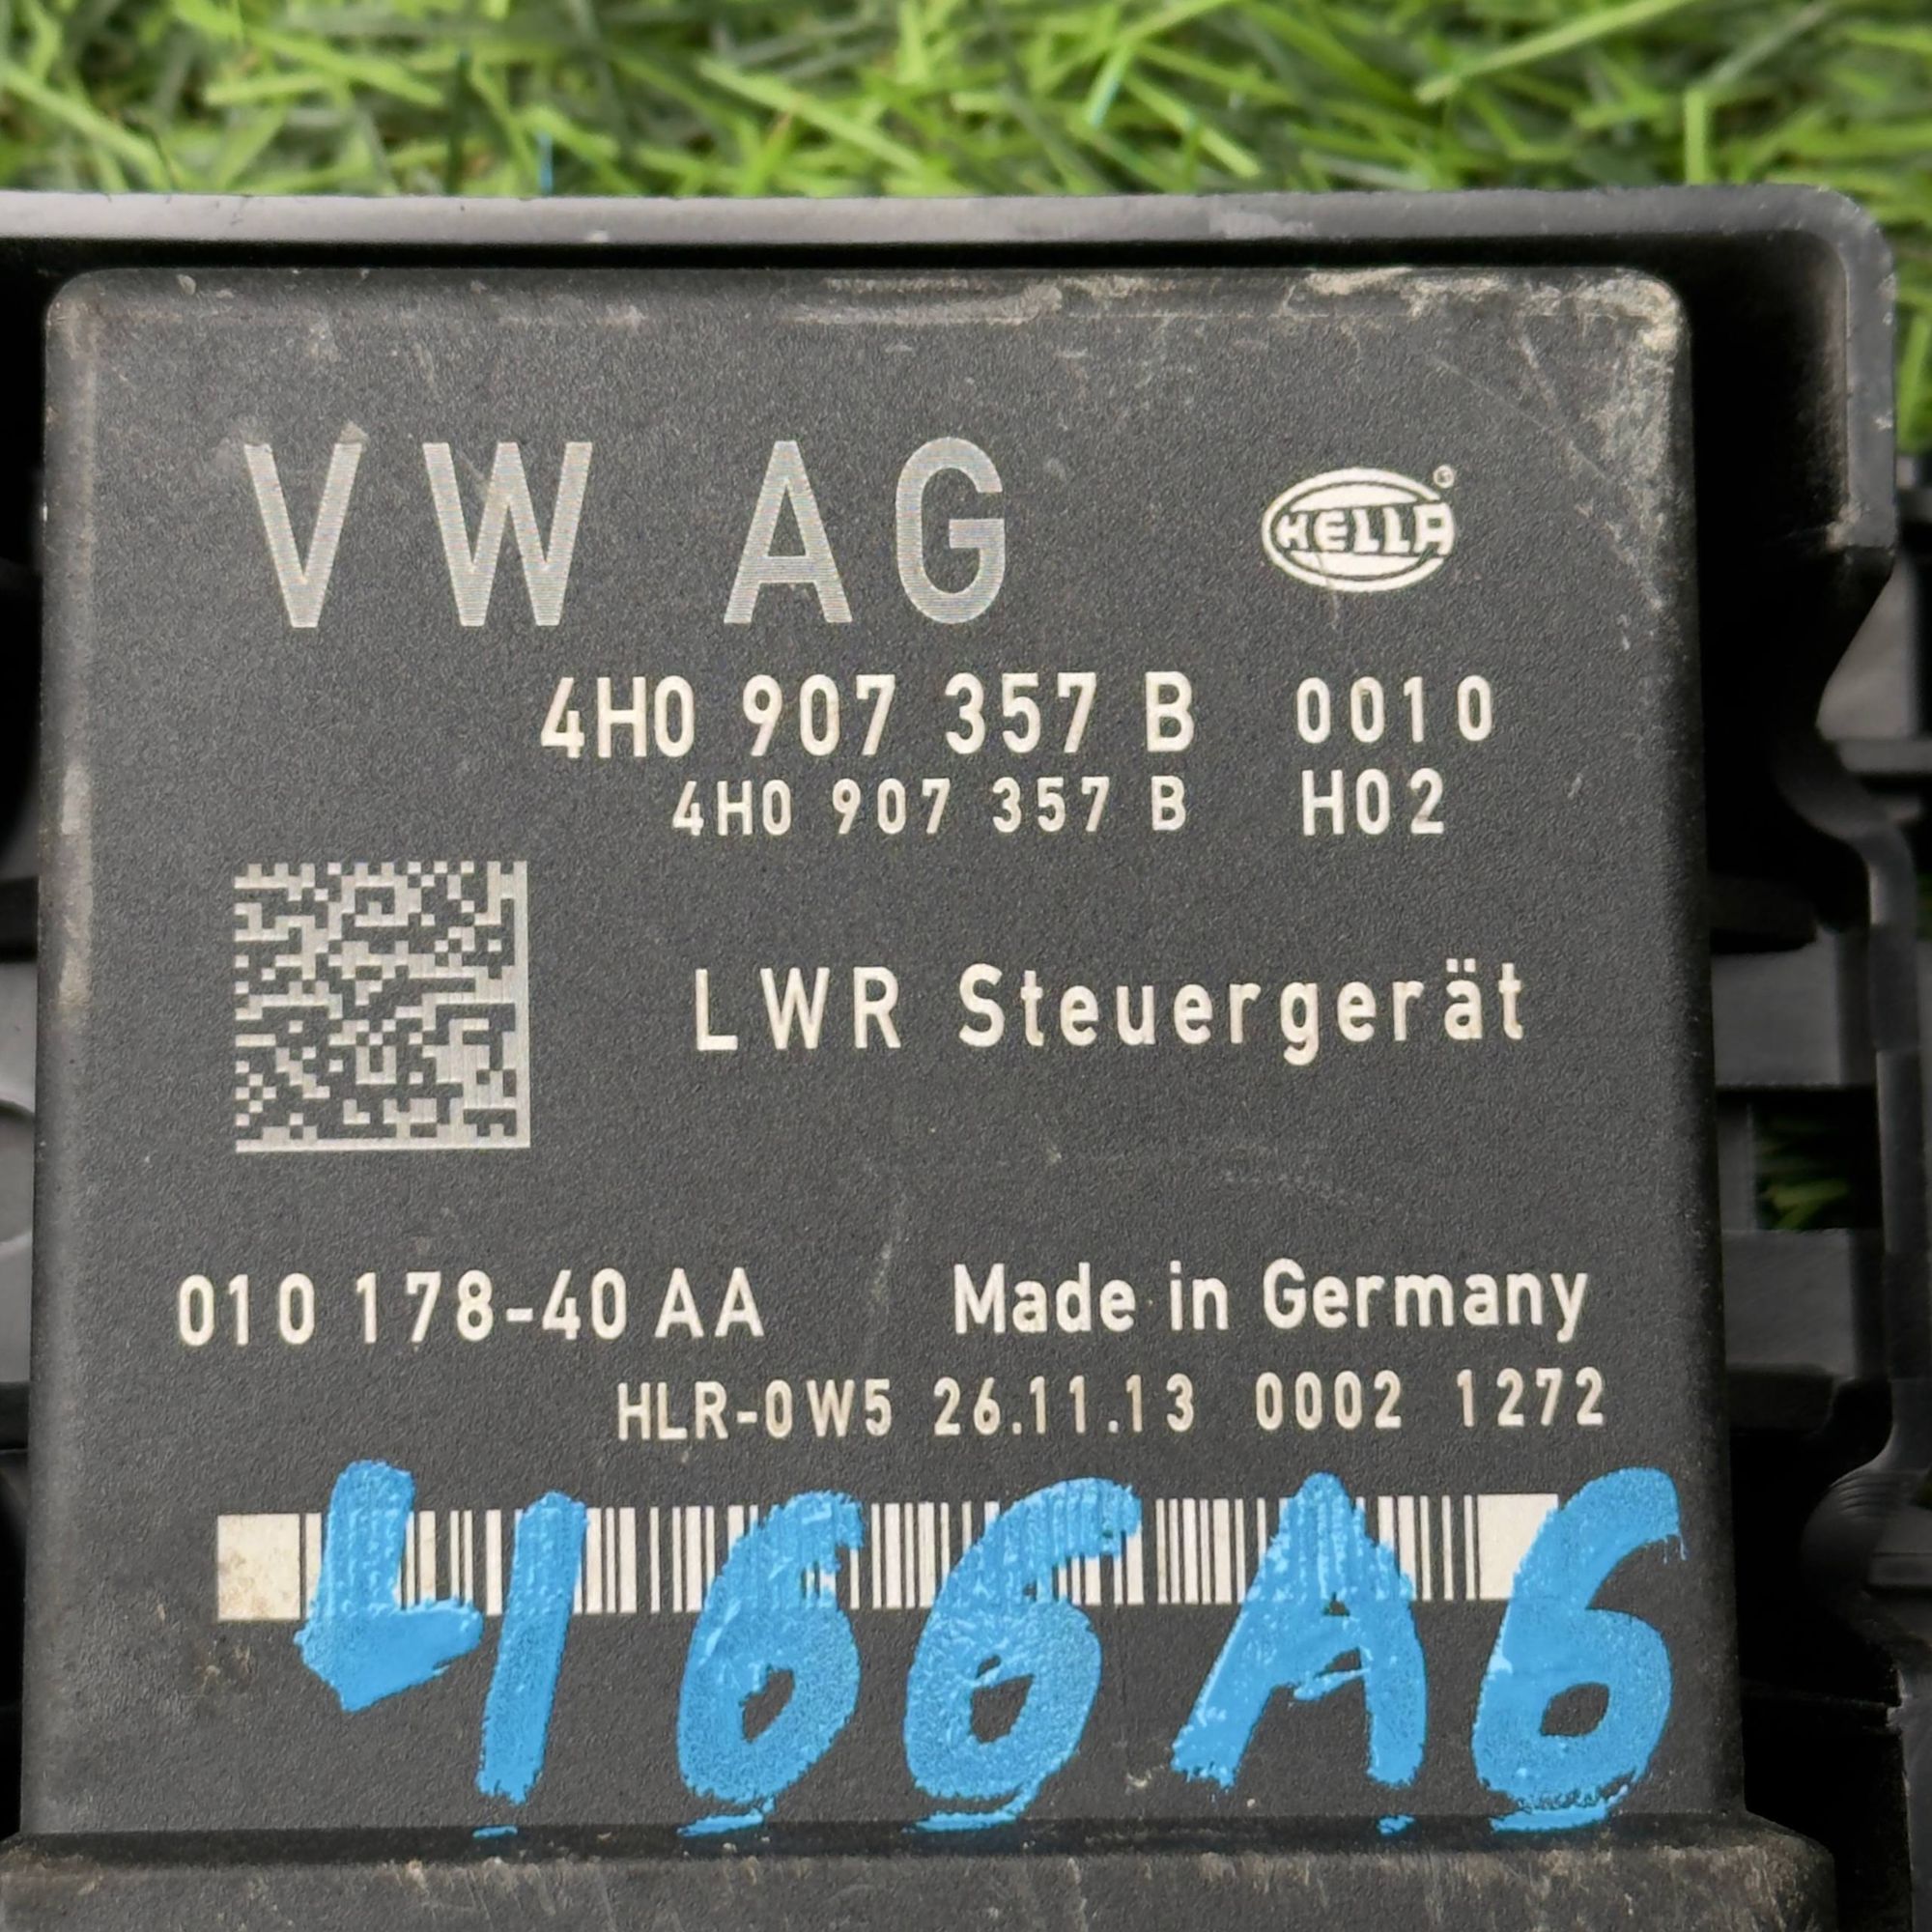 VW AG HELLA®
4H0 907 357 B 0010
4H0 907 357 B H02
LWR Steuergerät
010 178-40 AA Made in Germany
HLR-0W5 26.11.13 0002 1272
4166A6